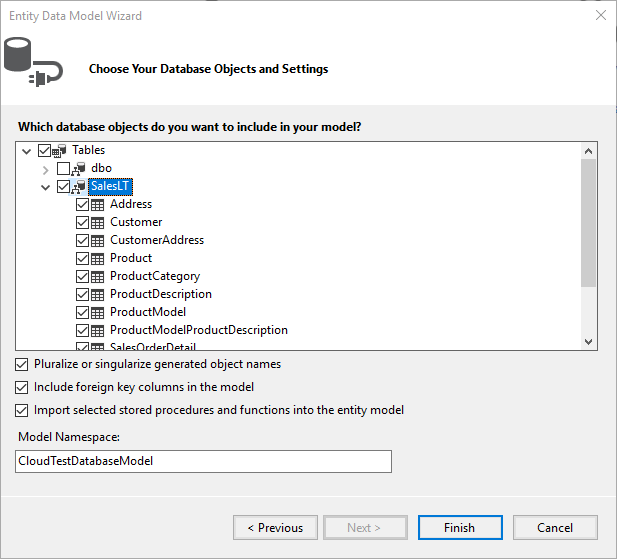 Entity Data Model Wizard
Choose Your Database Objects and Settings
Which database objects do you want to include in your model?
Tables
dbo
SalesLT
Address
Customer
CustomerAddress
Product
ProductCategory
ProductDescription
ProductModel
ProductModelProductDescription
SalesOrderDetail
Pluralize or singularize generated object names
Include foreign key columns in the model
Import selected stored procedures and functions into the entity model
Model Namespace:
CloudTestDatabaseModel
< Previous Next > Finish Cancel